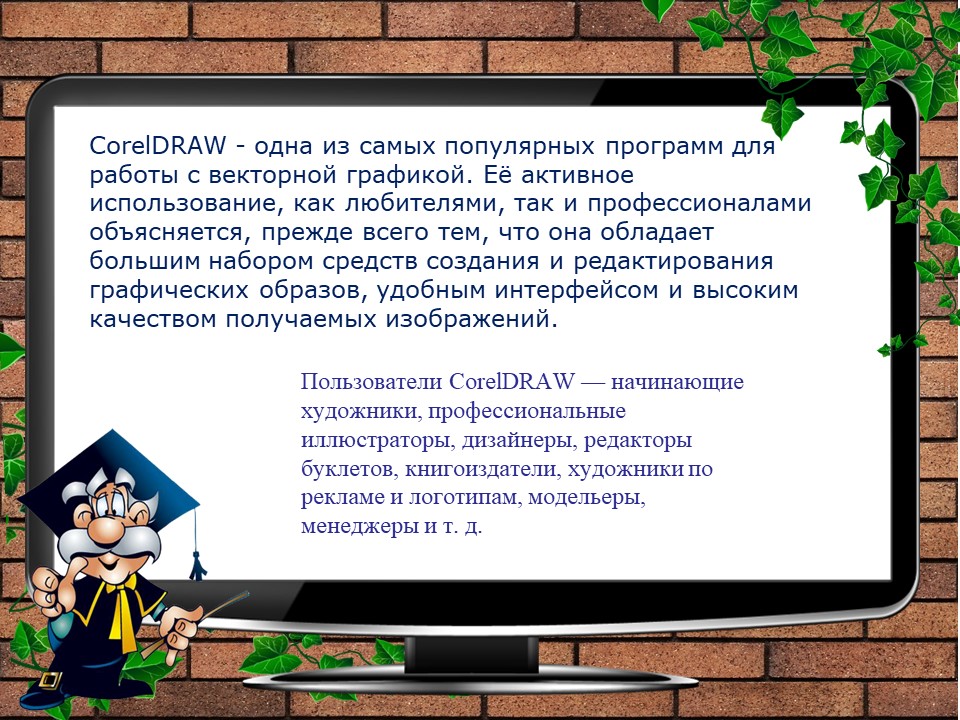 CorelDRAW - одна из самых популярных программ для
работы с векторной графикой. Её активное
использование, как любителями, так и профессионалами
объясняется, прежде всего тем, что она обладает
большим набором средств создания и редактирования
графических образов, удобным интерфейсом и высоким
качеством получаемых изображений.
Пользователи CorelDRAW — начинающие
художники, профессиональные
иллюстраторы, дизайнеры, редакторы
буклетов, книгоиздатели, художники по
рекламе и логотипам, модельеры,
менеджеры и т. д.